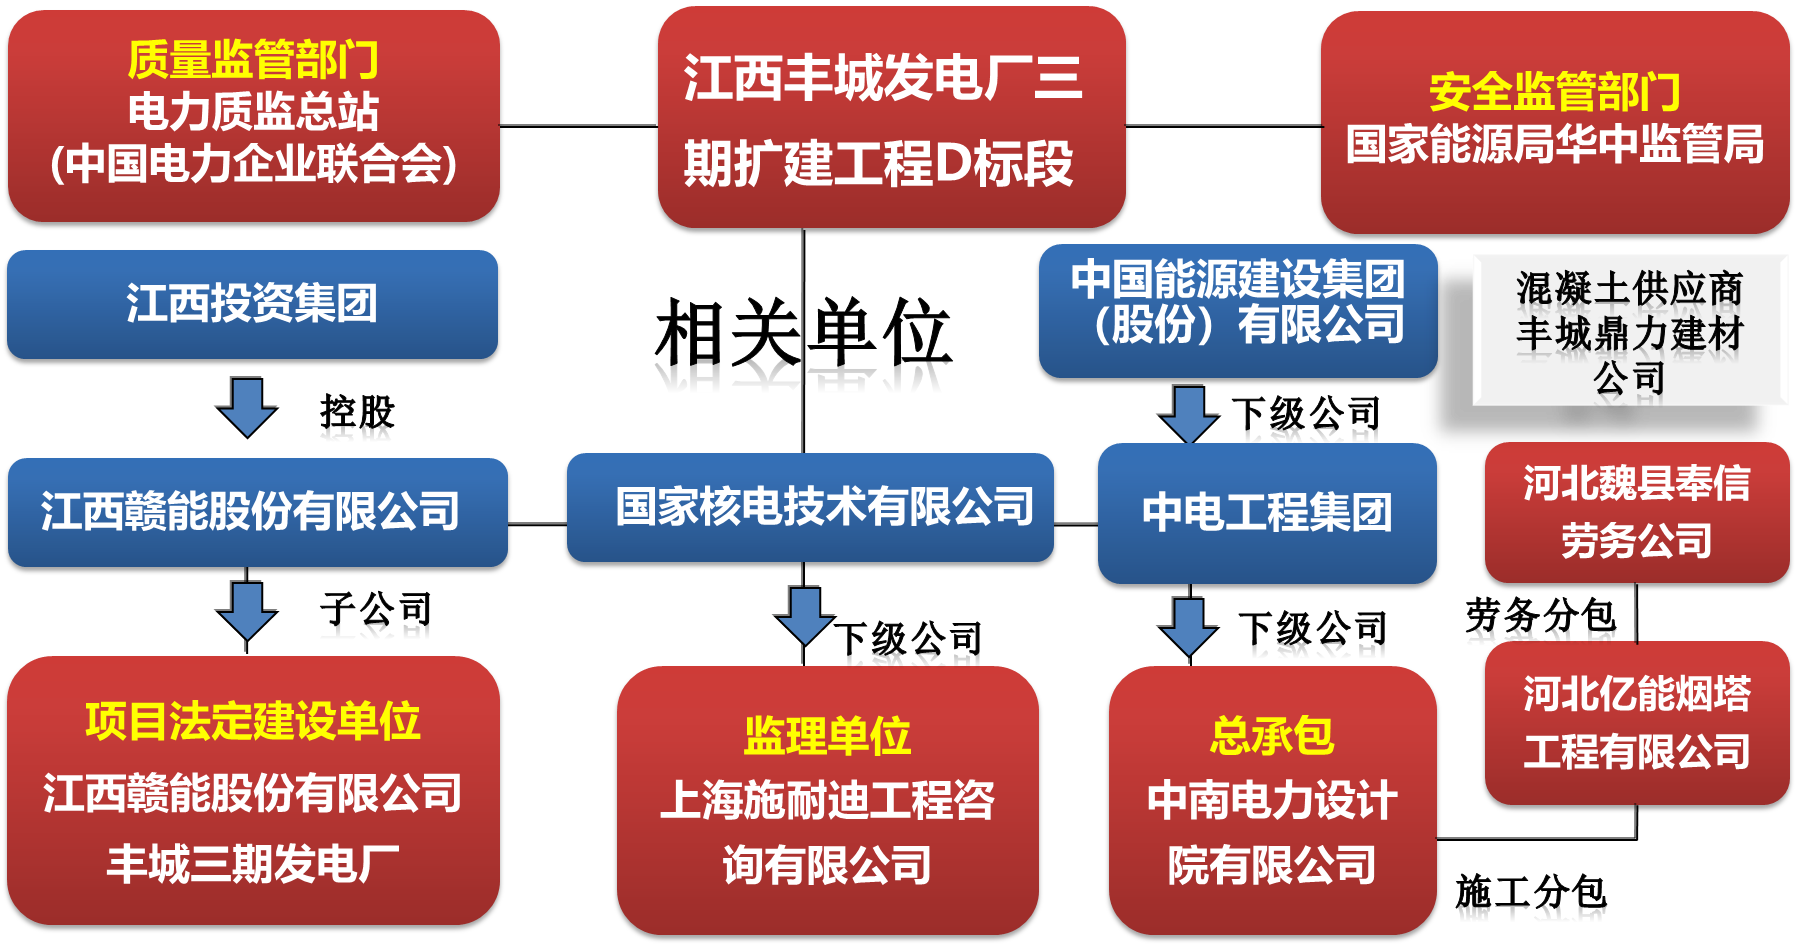 质量监管部门
电力质监总站
(中国电力企业联合会)
江西丰城发电厂三
期扩建工程D标段
安全监管部门
国家能源局华中监管局
江西投资集团
相关单位
中国能源建设集团
（股份）有限公司
混凝土供应商
丰城鼎力建材
公司
控股
下级公司
江西赣能股份有限公司
国家核电技术有限公司
中电工程集团
河北魏县奉信
劳务公司
子公司
下级公司
下级公司
劳务分包
项目法定建设单位
江西赣能股份有限公司
丰城三期发电厂
监理单位
上海施耐迪工程咨
询有限公司
总承包
中南电力设计
院有限公司
河北亿能烟塔
工程有限公司
施工分包